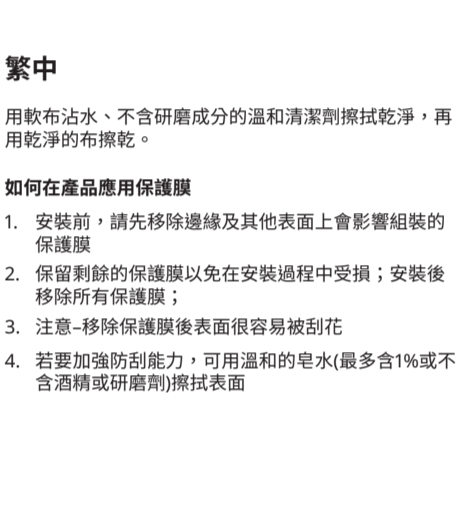 繁中
用軟布沾水、不含研磨成分的溫和清潔劑擦拭乾淨，再
用乾淨的布擦乾。
如何在產品應用保護膜
1. 安裝前，請先移除邊緣及其他表面上會影響組裝的
保護膜
2. 保留剩餘的保護膜以免在安裝過程中受損；安裝後
移除所有保護膜；
3. 注意–移除保護膜後表面很容易被刮花
4. 若要加強防刮能力，可用溫和的皂水(最多含1%或不
含酒精或研磨劑)擦拭表面